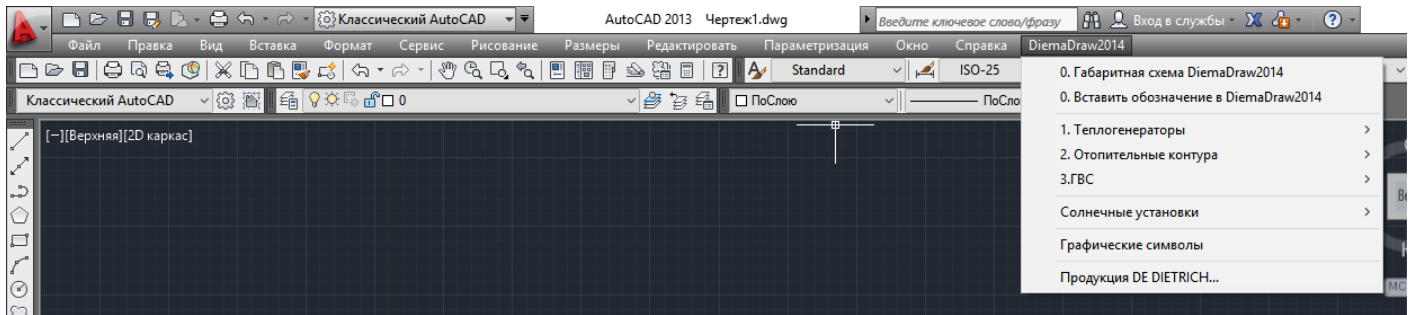 Классический AutoCAD AutoCAD 2013 Чертеж1.dwg Введите ключевое слово/фразу Вход в службы
Файл Правка Вид Вставка Формат Сервис Рисование Размеры Редактировать Параметризация Окно Справка DiemaDraw2014
Standard ISO-25
Классический AutoCAD 0 ПоСлою ПоСло
[−][Верхняя][2D каркас]
0. Габаритная схема DiemaDraw2014
0. Вставить обозначение в DiemaDraw2014
1. Теплогенераторы
2. Отопительные контура
3.ГВС
Солнечные установки
Графические символы
Продукция DE DIETRICH...